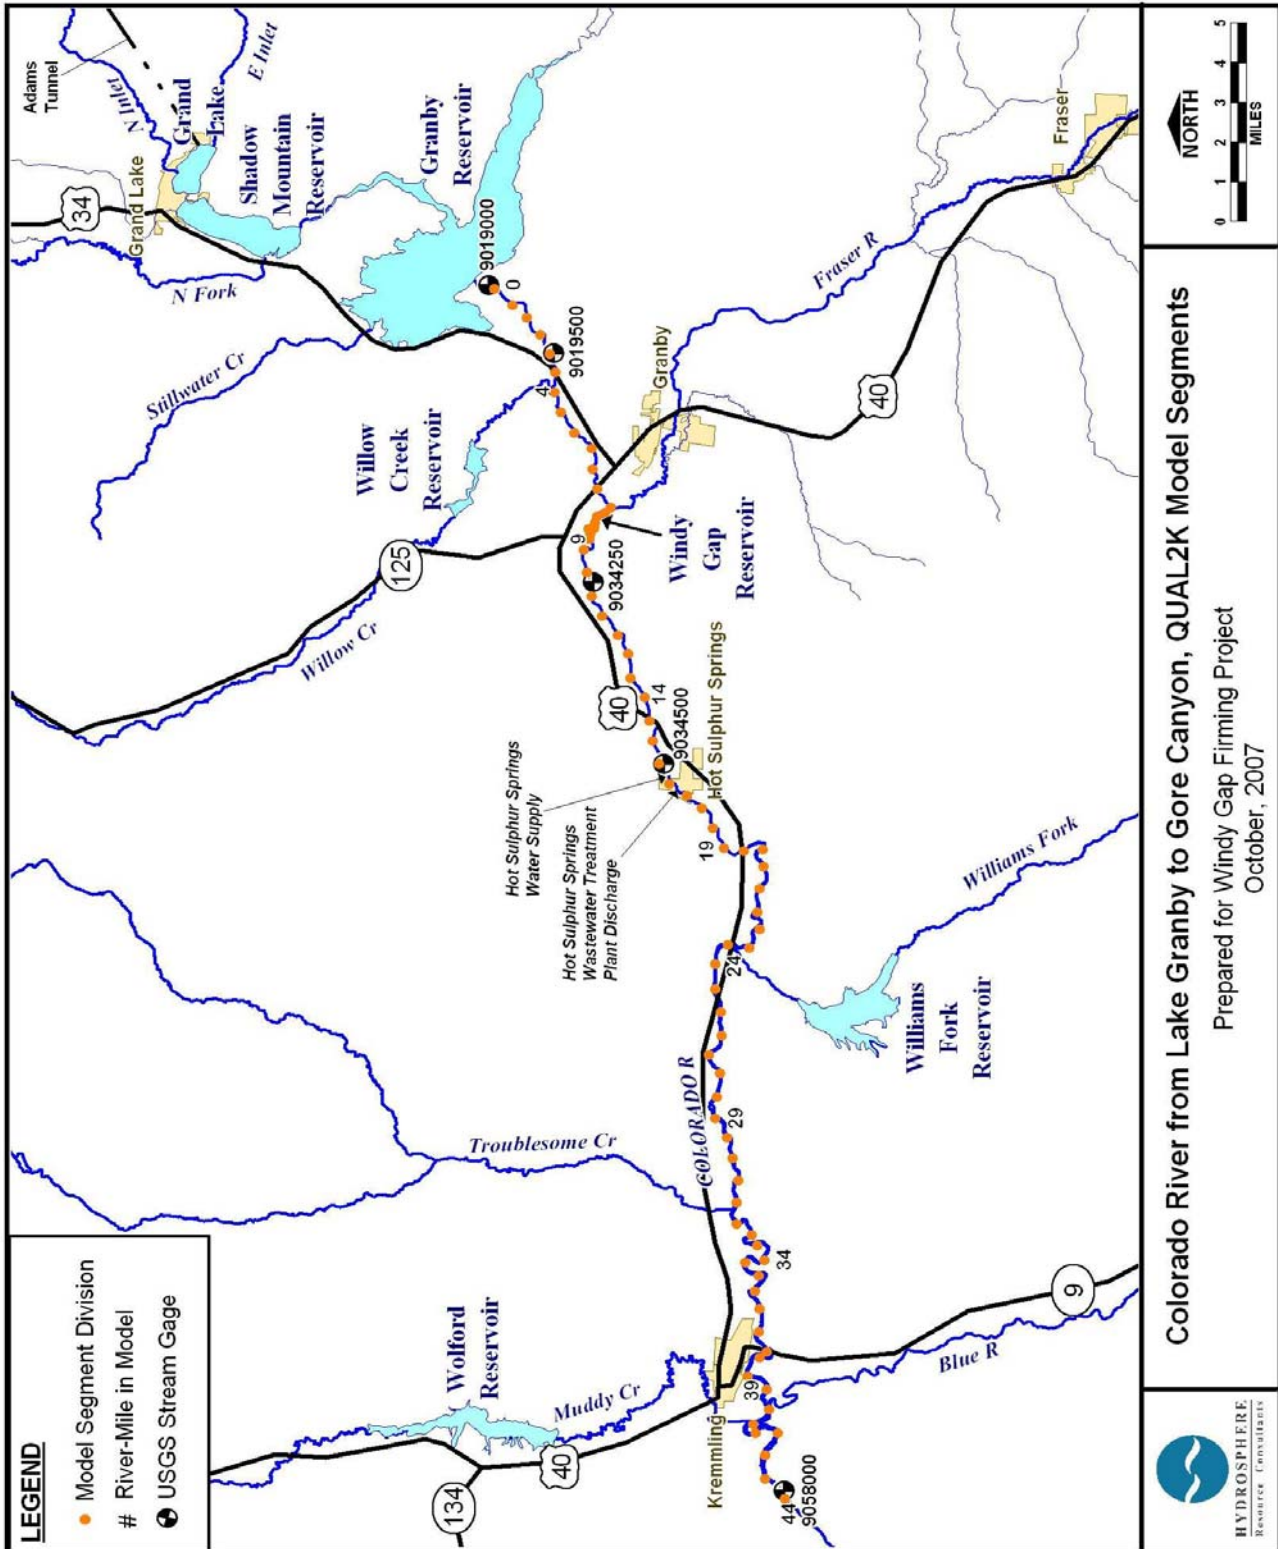 LEGEND
Model Segment Division
# River-Mile in Model
USGS Stream Gage
134
40
Wolford
Reservoir
Muddy Cr
Kremmling
39
44
9058000
Blue R
9
34
Troublesome Cr
COLORADO R
29
24
Williams
Fork
Reservoir
Williams Fork
19
Hot Sulphur Springs
Water Supply
Hot Sulphur Springs
Wastewater Treatment
Plant Discharge
Hot Sulphur Springs
9034500
14
40
Willow Cr
125
9034250
9
Windy
Gap
Reservoir
Willow
Creek
Reservoir
Stillwater Cr
4
9019500
0
9019000
Granby
40
Fraser R
Fraser
N Fork
34
Grand Lake
Grand
Lake
Shadow
Mountain
Reservoir
Granby
Reservoir
Adams
Tunnel
N Inlet
E Inlet
HYDROSPHERE
Resource Consultants
Colorado River from Lake Granby to Gore Canyon, QUAL2K Model Segments
Prepared for Windy Gap Firming Project
October, 2007
NORTH
0 1 2 3 4 5
MILES